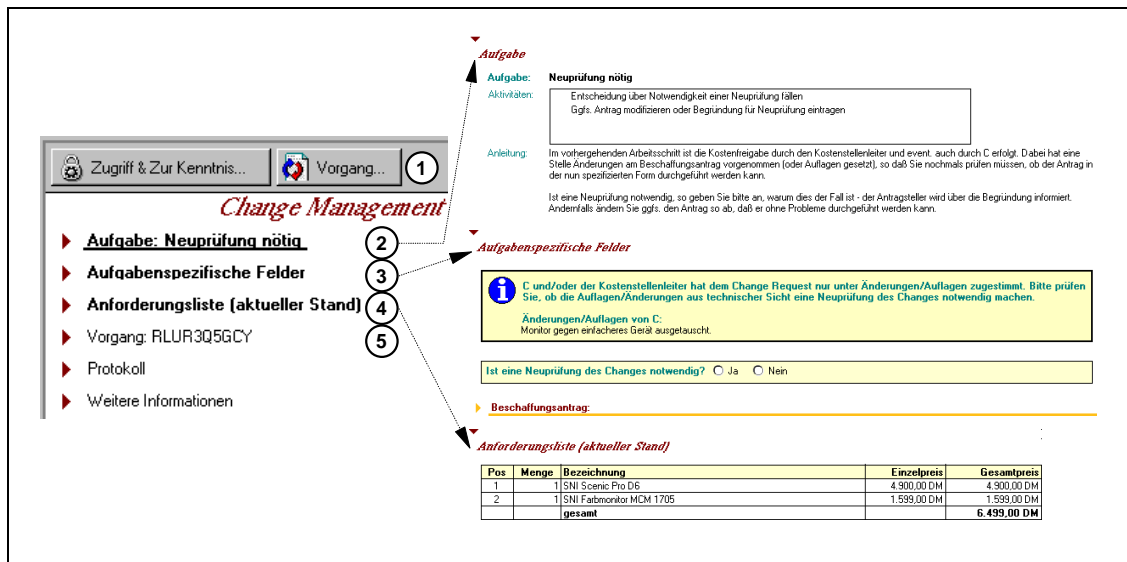 Zugriff & Zur Kenntnis...
Vorgang...
1
Change Management
Aufgabe: Neuprüfung nötig
2
Aufgabenspezifische Felder
3
Anforderungsliste (aktueller Stand)
4
Vorgang: RLUR3Q5GCY
5
Protokoll
Weitere Informationen
Aufgabe
Aufgabe: Neuprüfung nötig
Aktivitäten: Entscheidung über Notwendigkeit einer Neuprüfung fällen
Ggfs. Antrag modifizieren oder Begründung für Neuprüfung eintragen
Anleitung: Im vorhergehenden Arbeitsschritt ist die Kostenfreigabe durch den Kostenstellenleiter und event. auch durch C erfolgt. Dabei hat eine
Stelle Änderungen am Beschaffungsantrag vorgenommen (oder Auflagen gesetzt), so daß Sie nochmals prüfen müssen, ob der Antrag in
der nun spezifizierten Form durchgeführt werden kann.
Ist eine Neuprüfung notwendig, so geben Sie bitte an, warum dies der Fall ist - der Antragsteller wird über die Begründung informiert.
Andernfalls ändern Sie ggfs. den Antrag so ab, daß er ohne Probleme durchgeführt werden kann.
Aufgabenspezifische Felder
C und/oder der Kostenstellenleiter hat dem Change Request nur unter Änderungen/Auflagen zugestimmt. Bitte prüfen
Sie, ob die Auflagen/Änderungen aus technischer Sicht eine Neuprüfung des Changes notwendig machen.
Änderungen/Auflagen von C:
Monitor gegen einfacheres Gerät ausgetauscht.
Ist eine Neuprüfung des Changes notwendig? Ja Nein
Beschaffungsantrag:
Anforderungsliste (aktueller Stand)
Pos Menge Bezeichnung Einzelpreis Gesamtpreis
1 1 SNI Scenic Pro D6 4.900,00 DM 4.900,00 DM
2 1 SNI Farbmonitor MCM 1705 1.599,00 DM 1.599,00 DM
gesamt 6.499,00 DM